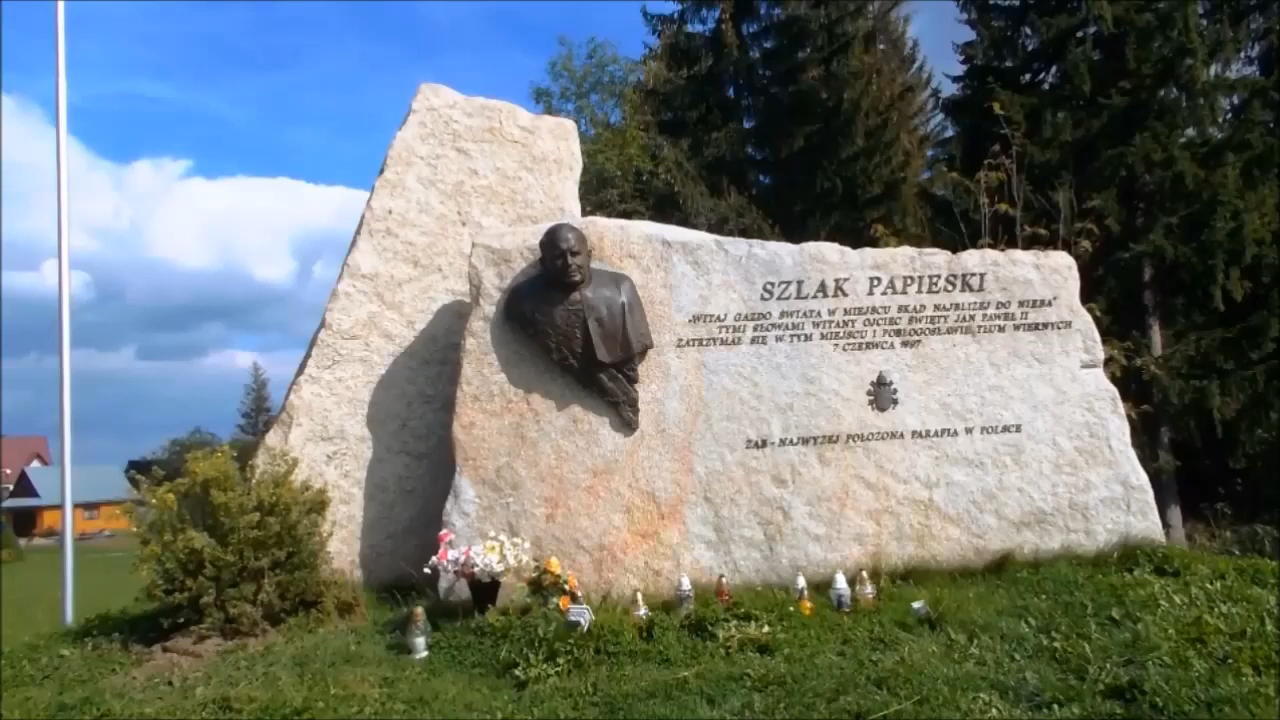 SZLAK PAPIESKI
„WITAJ GAZDO ŚWIATA W MIEJSCU SKĄD NAJBLIŻEJ DO NIEBA"
TYMI SŁOWAMI WITANY OJCIEC ŚWIĘTY JAN PAWEŁ II
ZATRZYMAŁ SIĘ W TYM MIEJSCU I POBŁOGOSŁAWIŁ TŁUM WIERNYCH
7 CZERWCA 1997
ZĄB - NAJWYŻEJ POŁOŻONA PARAFIA W POLSCE